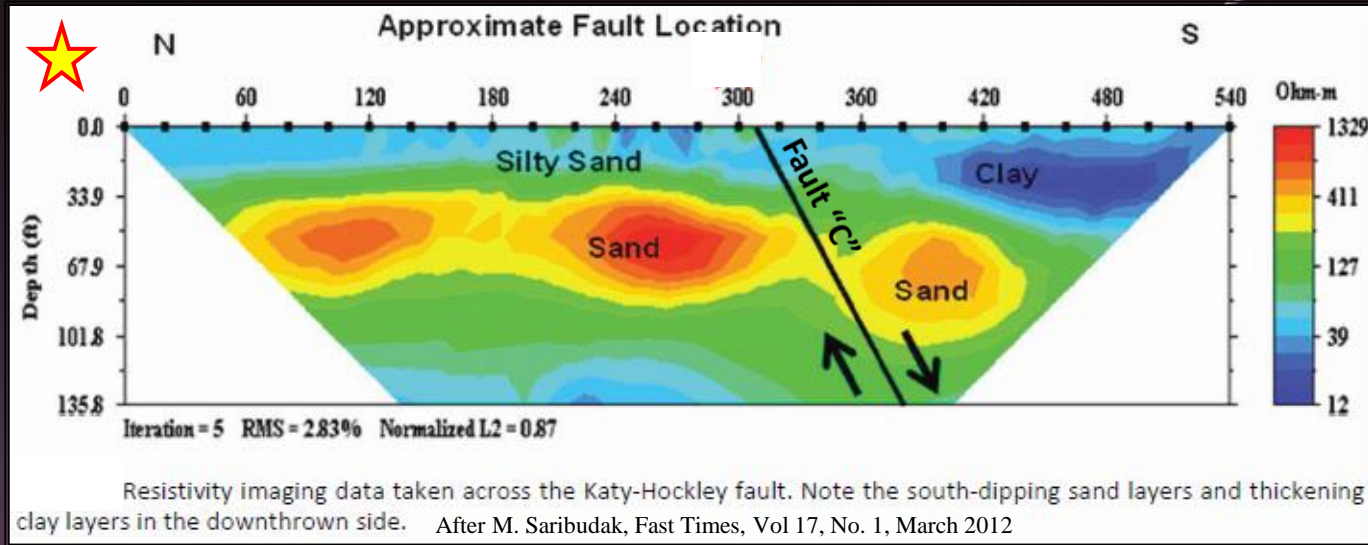 Approximate Fault Location
N
S
0 60 120 180 240 300 360 420 480 540 Ohm-m
0.0
33.9
67.9
101.8
135.8
Depth (ft)
Silty Sand
Sand
Fault "C"
Clay
Sand
1329
411
127
39
12
Iteration = 5 RMS = 2.83% Normalized L2 = 0.87
Resistivity imaging data taken across the Katy-Hockley fault. Note the south-dipping sand layers and thickening
clay layers in the downthrown side. After M. Saribudak, Fast Times, Vol 17, No. 1, March 2012